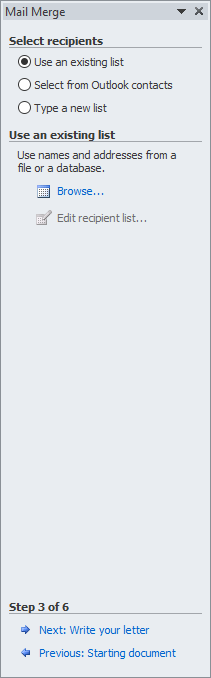 Mail Merge
Select recipients
Use an existing list
Select from Outlook contacts
Type a new list
Use an existing list
Use names and addresses from a
file or a database.
Browse...
Edit recipient list...
Step 3 of 6
Next: Write your letter
Previous: Starting document